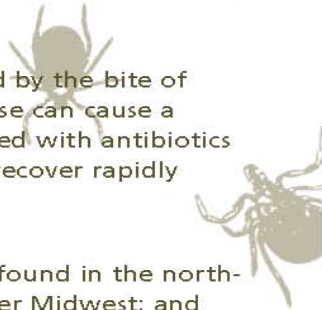 d by the bite of
se can cause a
ed with antibiotics
recover rapidly
found in the north-
er Midwest; and